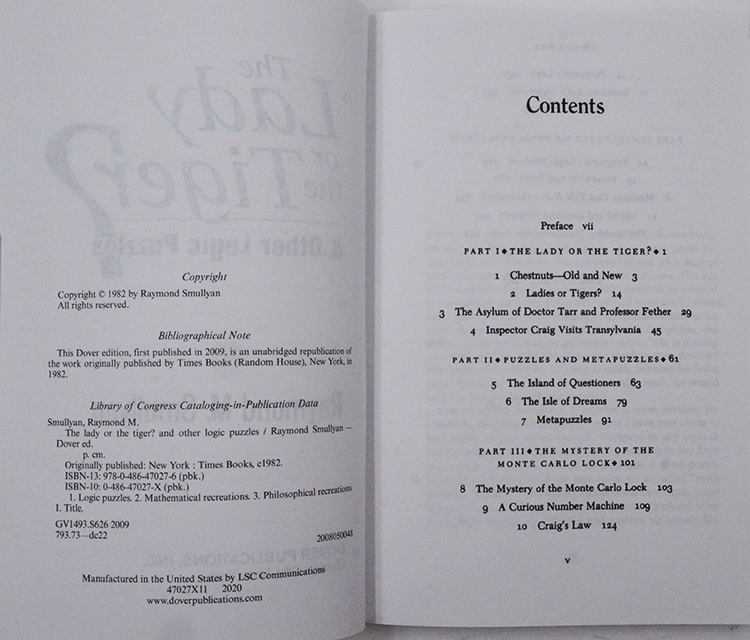 Copyright
Copyright © 1982 by Raymond Smullyan
All rights reserved.
Bibliographical Note
This Dover edition, first published in 2009, is an unabridged republication of
the work originally published by Times Books (Random House), New York, in
1982.
Library of Congress Cataloging-in-Publication Data
Smullyan, Raymond M.
The lady or the tiger? and other logic puzzles / Raymond Smullyan —
Dover ed.
p. cm.
Originally published: New York : Times Books, c1982.
ISBN-13: 978-0-486-47027-6 (pbk.)
ISBN-10: 0-486-47027-X (pbk.)
1. Logic puzzles. 2. Mathematical recreations. 3. Philosophical recreations
I. Title.
GV1493.S626 2009
793.73—dc22
2008050048
Manufactured in the United States by LSC Communications
47027X11 2020
www.doverpublications.com
Contents
Preface vii
PART I◆THE LADY OR THE TIGER?◆1
1 Chestnuts—Old and New 3
2 Ladies or Tigers? 14
3 The Asylum of Doctor Tarr and Professor Fether 29
4 Inspector Craig Visits Transylvania 45
PART II◆PUZZLES AND METAPUZZLES◆61
5 The Island of Questioners 63
6 The Isle of Dreams 79
7 Metapuzzles 91
PART III◆THE MYSTERY OF THE
MONTE CARLO LOCK◆101
8 The Mystery of the Monte Carlo Lock 103
9 A Curious Number Machine 109
10 Craig's Law 124
v